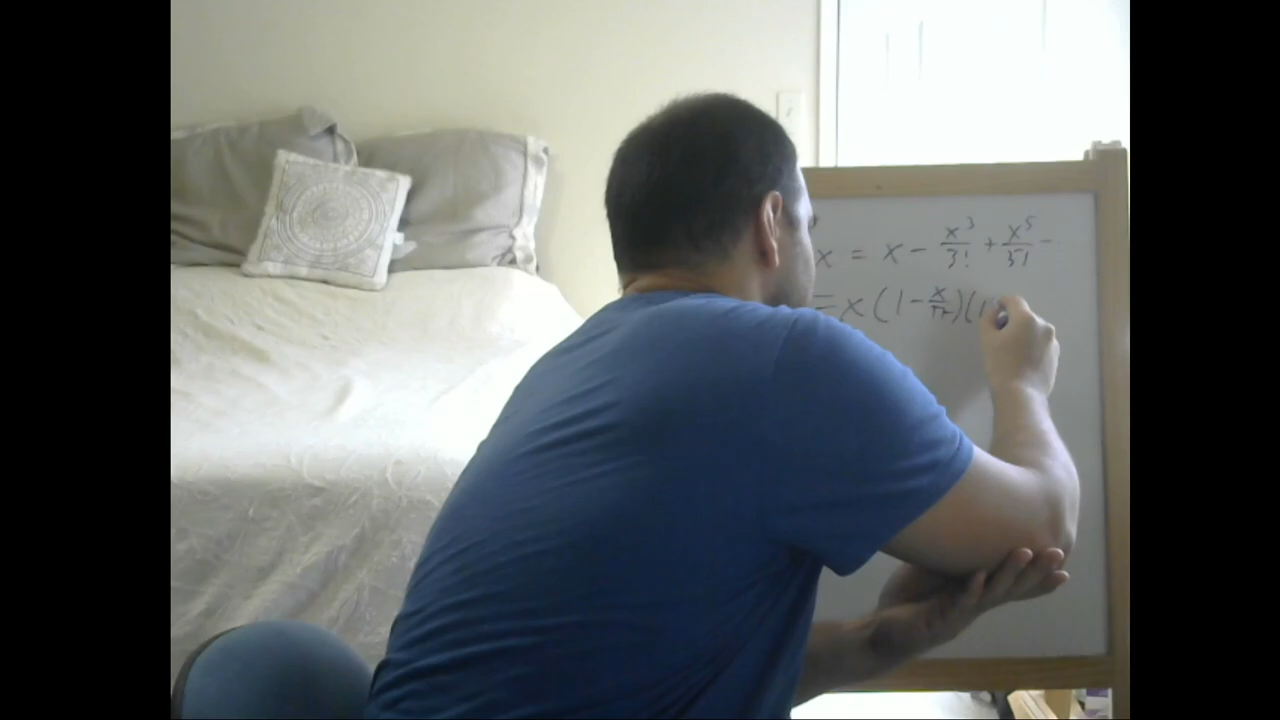 x = x - x³/3! + x⁵/5! -
= x (1 - x/π)(1